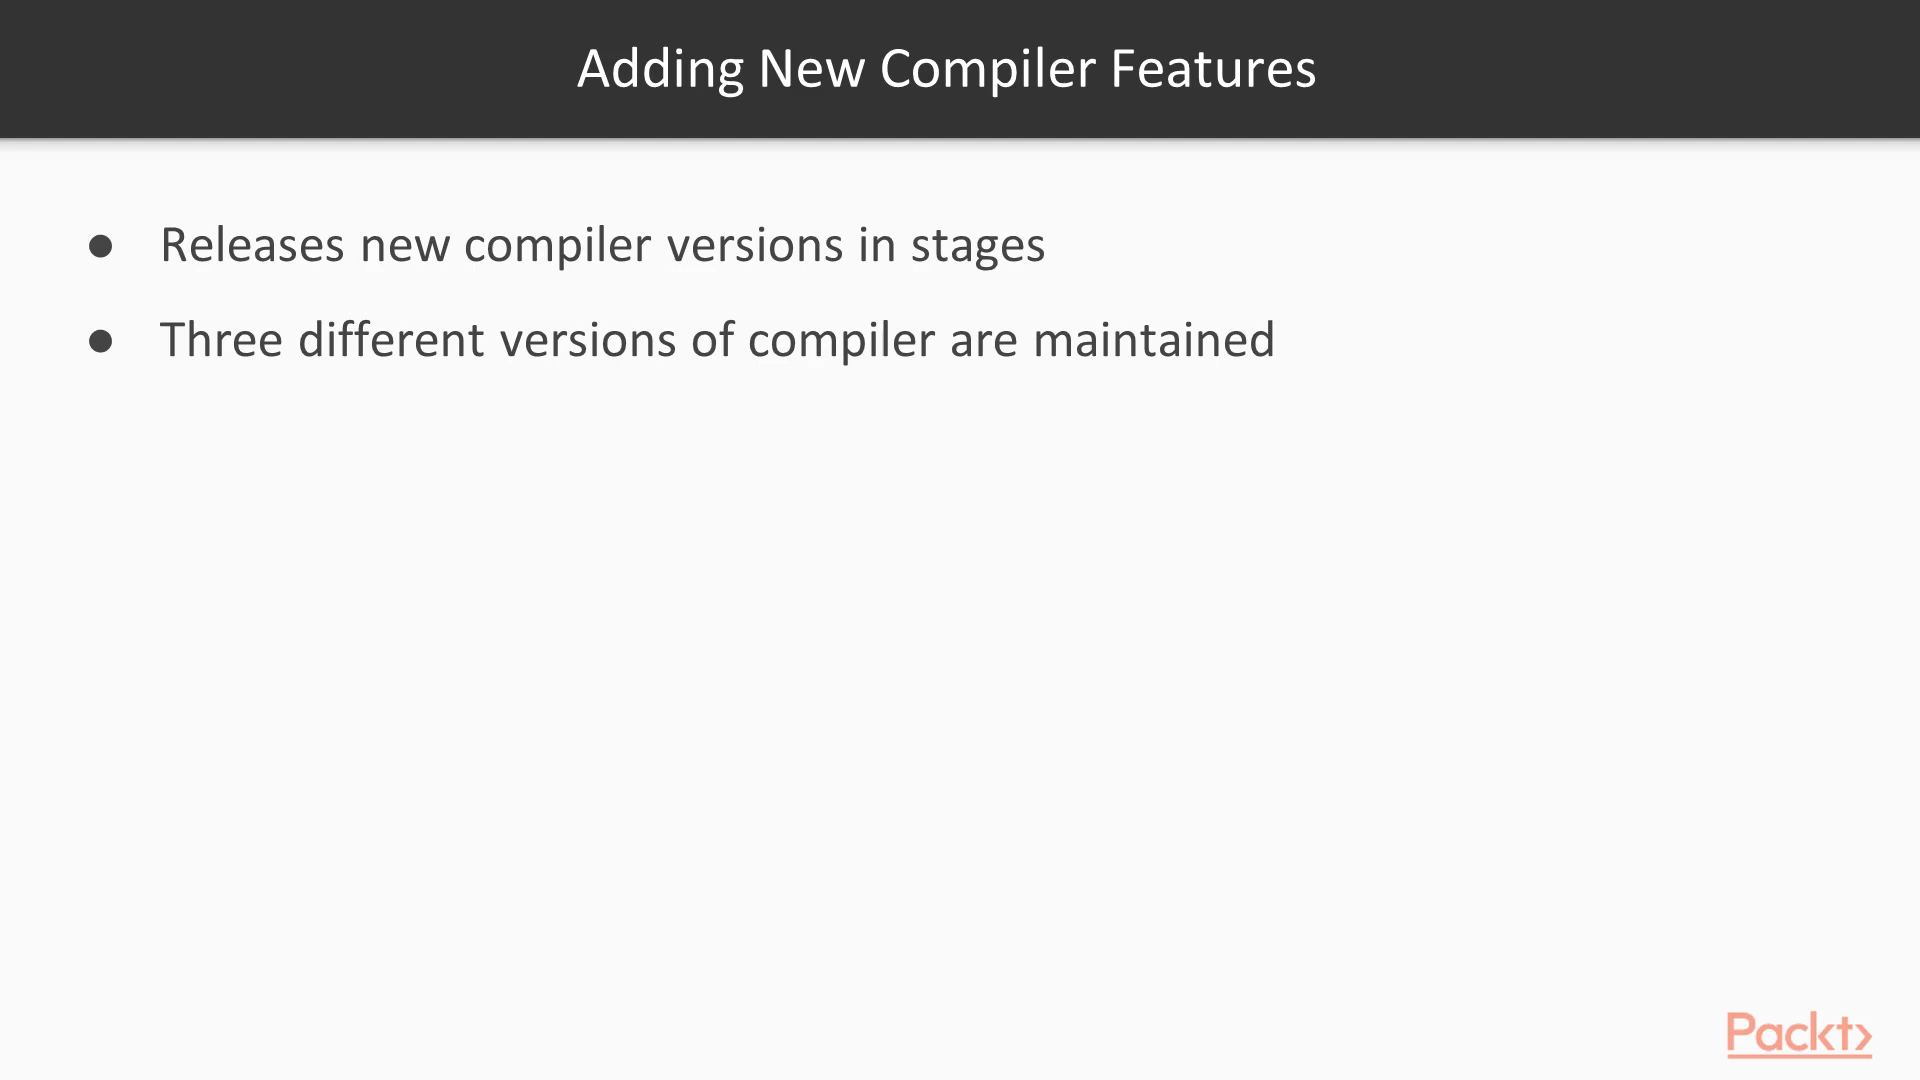 Adding New Compiler Features
● Releases new compiler versions in stages
● Three different versions of compiler are maintained
Packt>